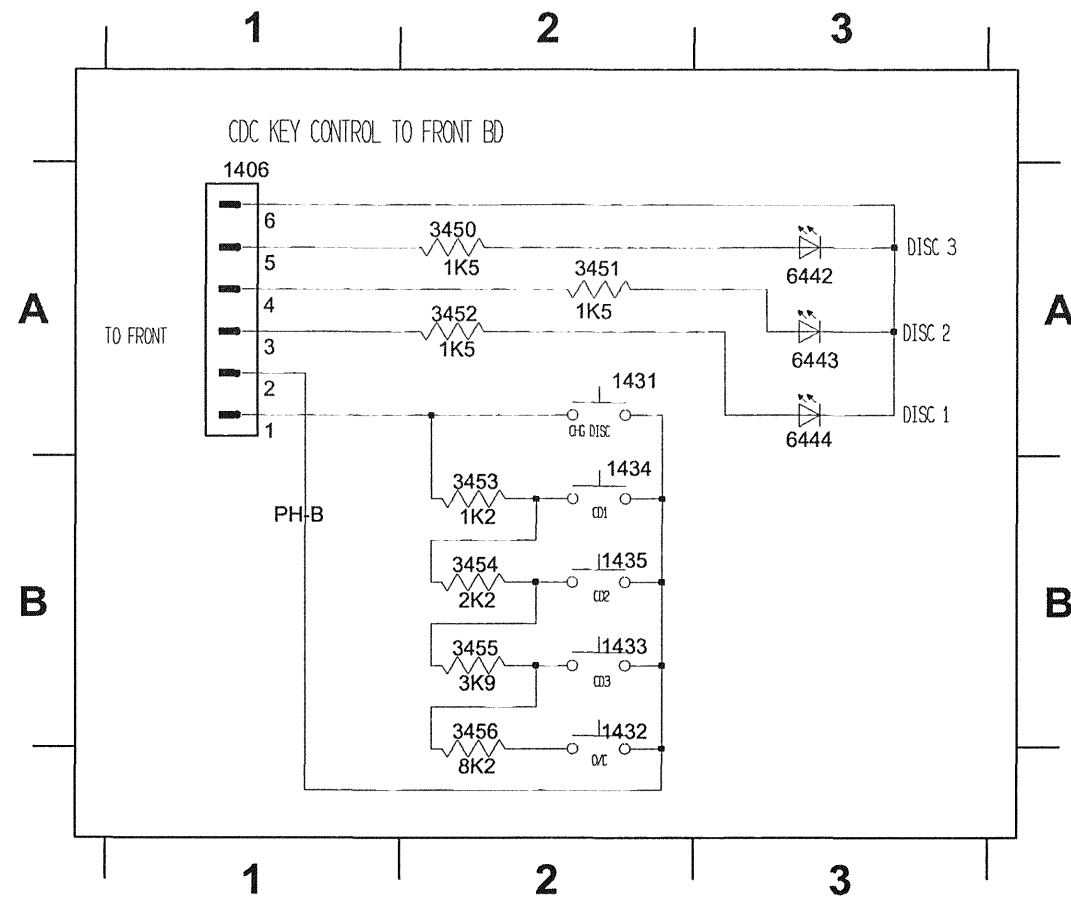 1 2 3
CDC KEY CONTROL TO FRONT BD
1406
6
3450
5
1K5
DISC 3
6442
3451
A
4
1K5
A
3452
TO FRONT
3
1K5
DISC 2
6443
2
1431
1
CHG DISC
DISC 1
6444
1434
3453
PH-B
1K2
CD1
1435
3454
B
2K2
CD2
B
1433
3455
3K9
CD3
1432
3456
8K2
O/C
1 2 3